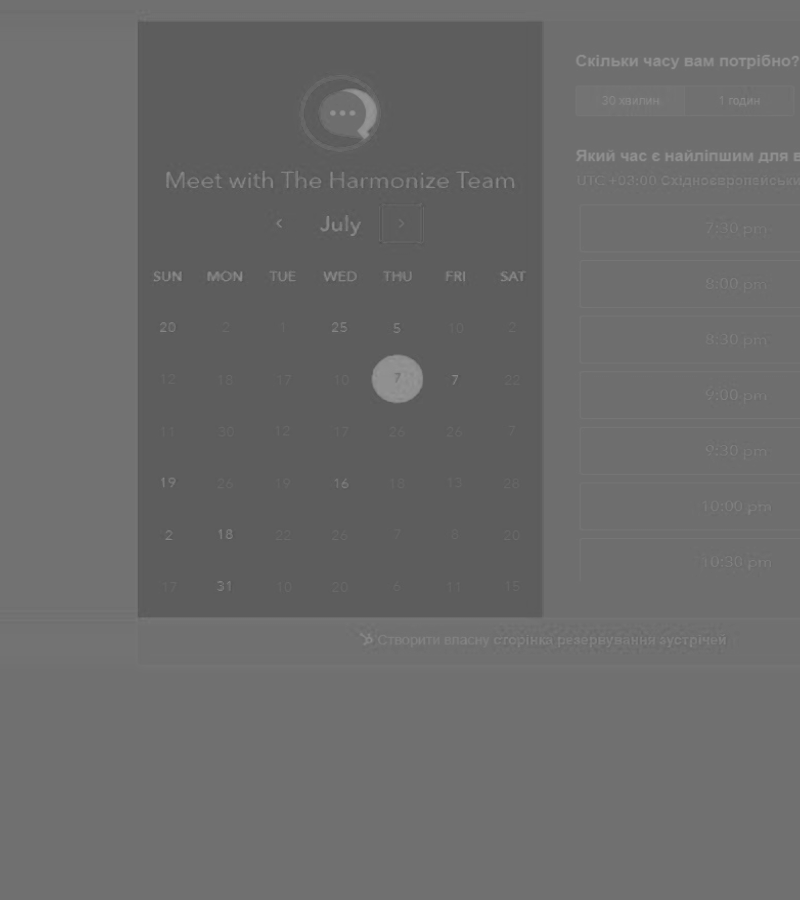 Meet with The Harmonize Team
July
SUN MON TUE WED THU FRI SAT
20 2 1 25 5 10 2
12 18 17 10 7 7 22
11 30 12 17 26 26 7
19 26 19 16 18 13 28
2 18 22 26 7 8 20
17 31 10 20 6 11 15
Скільки часу вам потрібно?
30 хвилин 1 годин
Який час є найліпшим для в
UTC +03:00 Східноєвропейськи
7:30 pm
8:00 pm
8:30 pm
9:00 pm
9:30 pm
10:00 pm
10:30 pm
Створити власну сторінка резервування зустрічей